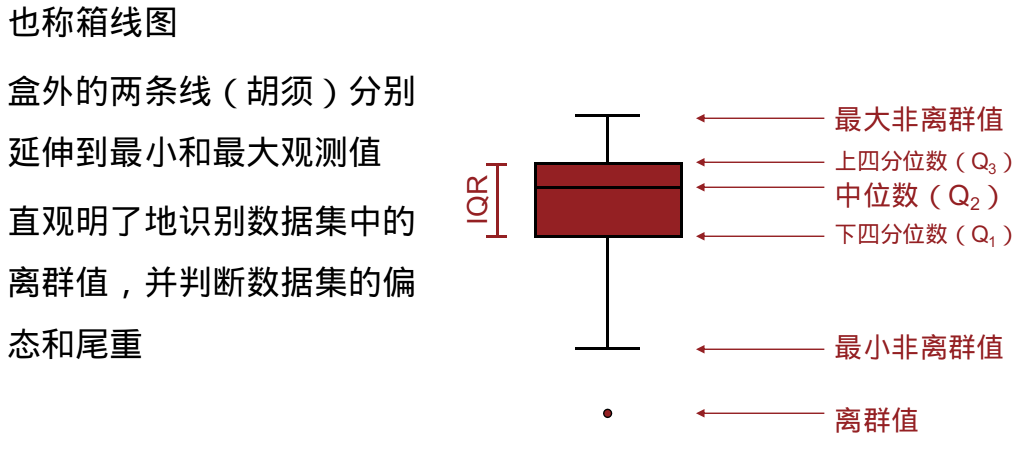 也称箱线图
盒外的两条线（胡须）分别
延伸到最小和最大观测值
直观明了地识别数据集中的
离群值，并判断数据集的偏
态和尾重
IQR
最大非离群值
上四分位数（Q₃）
中位数（Q₂）
下四分位数（Q₁）
最小非离群值
离群值